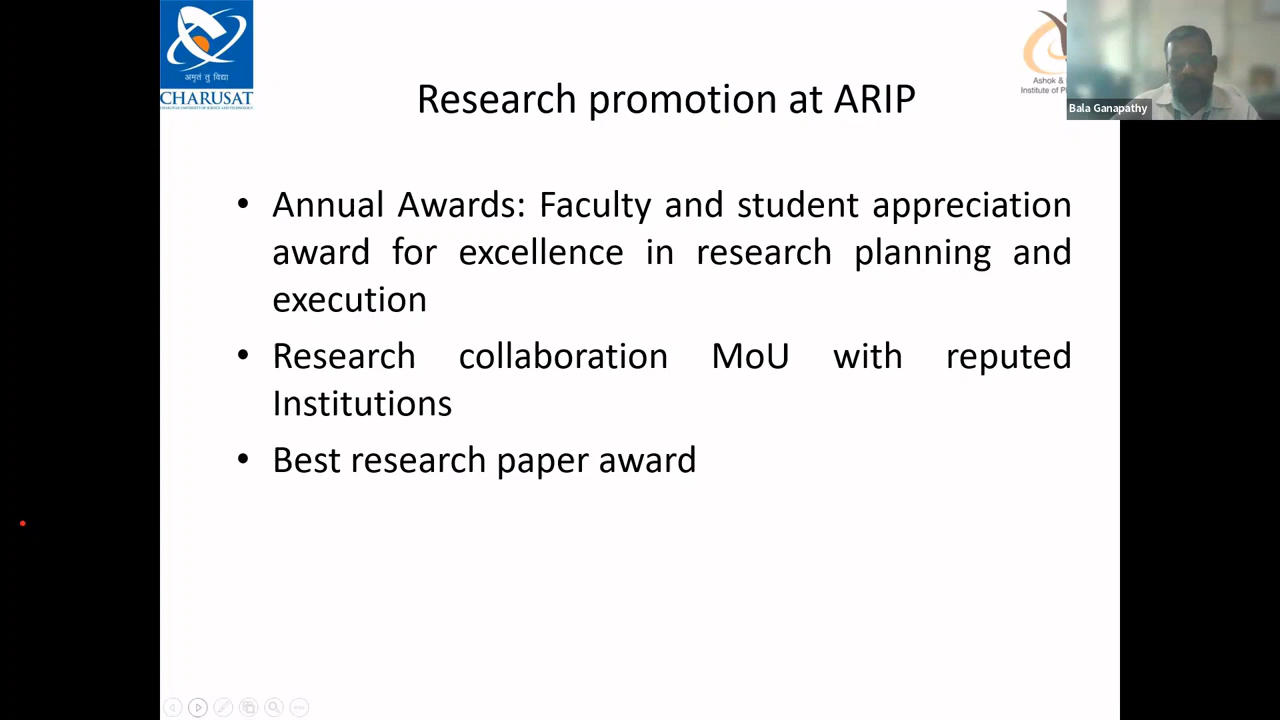 अमृतं तु विद्या
CHARUSAT
Ashok &
Institute of P
Bala Ganapathy
Research promotion at ARIP
• Annual Awards: Faculty and student appreciation
award for excellence in research planning and
execution
• Research collaboration MoU with reputed
Institutions
• Best research paper award